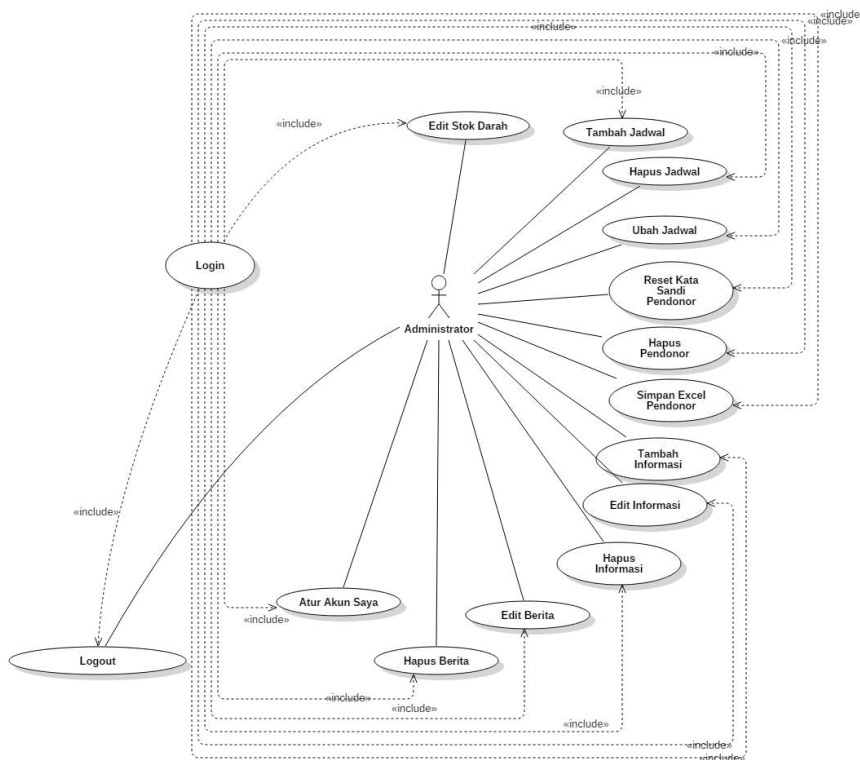 «include»
«include»
«include»
«include»
«include»
«include»
«include»
Edit Stok Darah
Tambah Jadwal
Hapus Jadwal
Ubah Jadwal
Login
Reset Kata
Sandi
Pendonor
Administrator
Hapus
Pendonor
Simpan Excel
Pendonor
Tambah
Informasi
Edit Informasi
«include»
Hapus
Informasi
Atur Akun Saya
Edit Berita
«include»
Logout
Hapus Berita
«include»
«include»
«include»
«include»
«include»